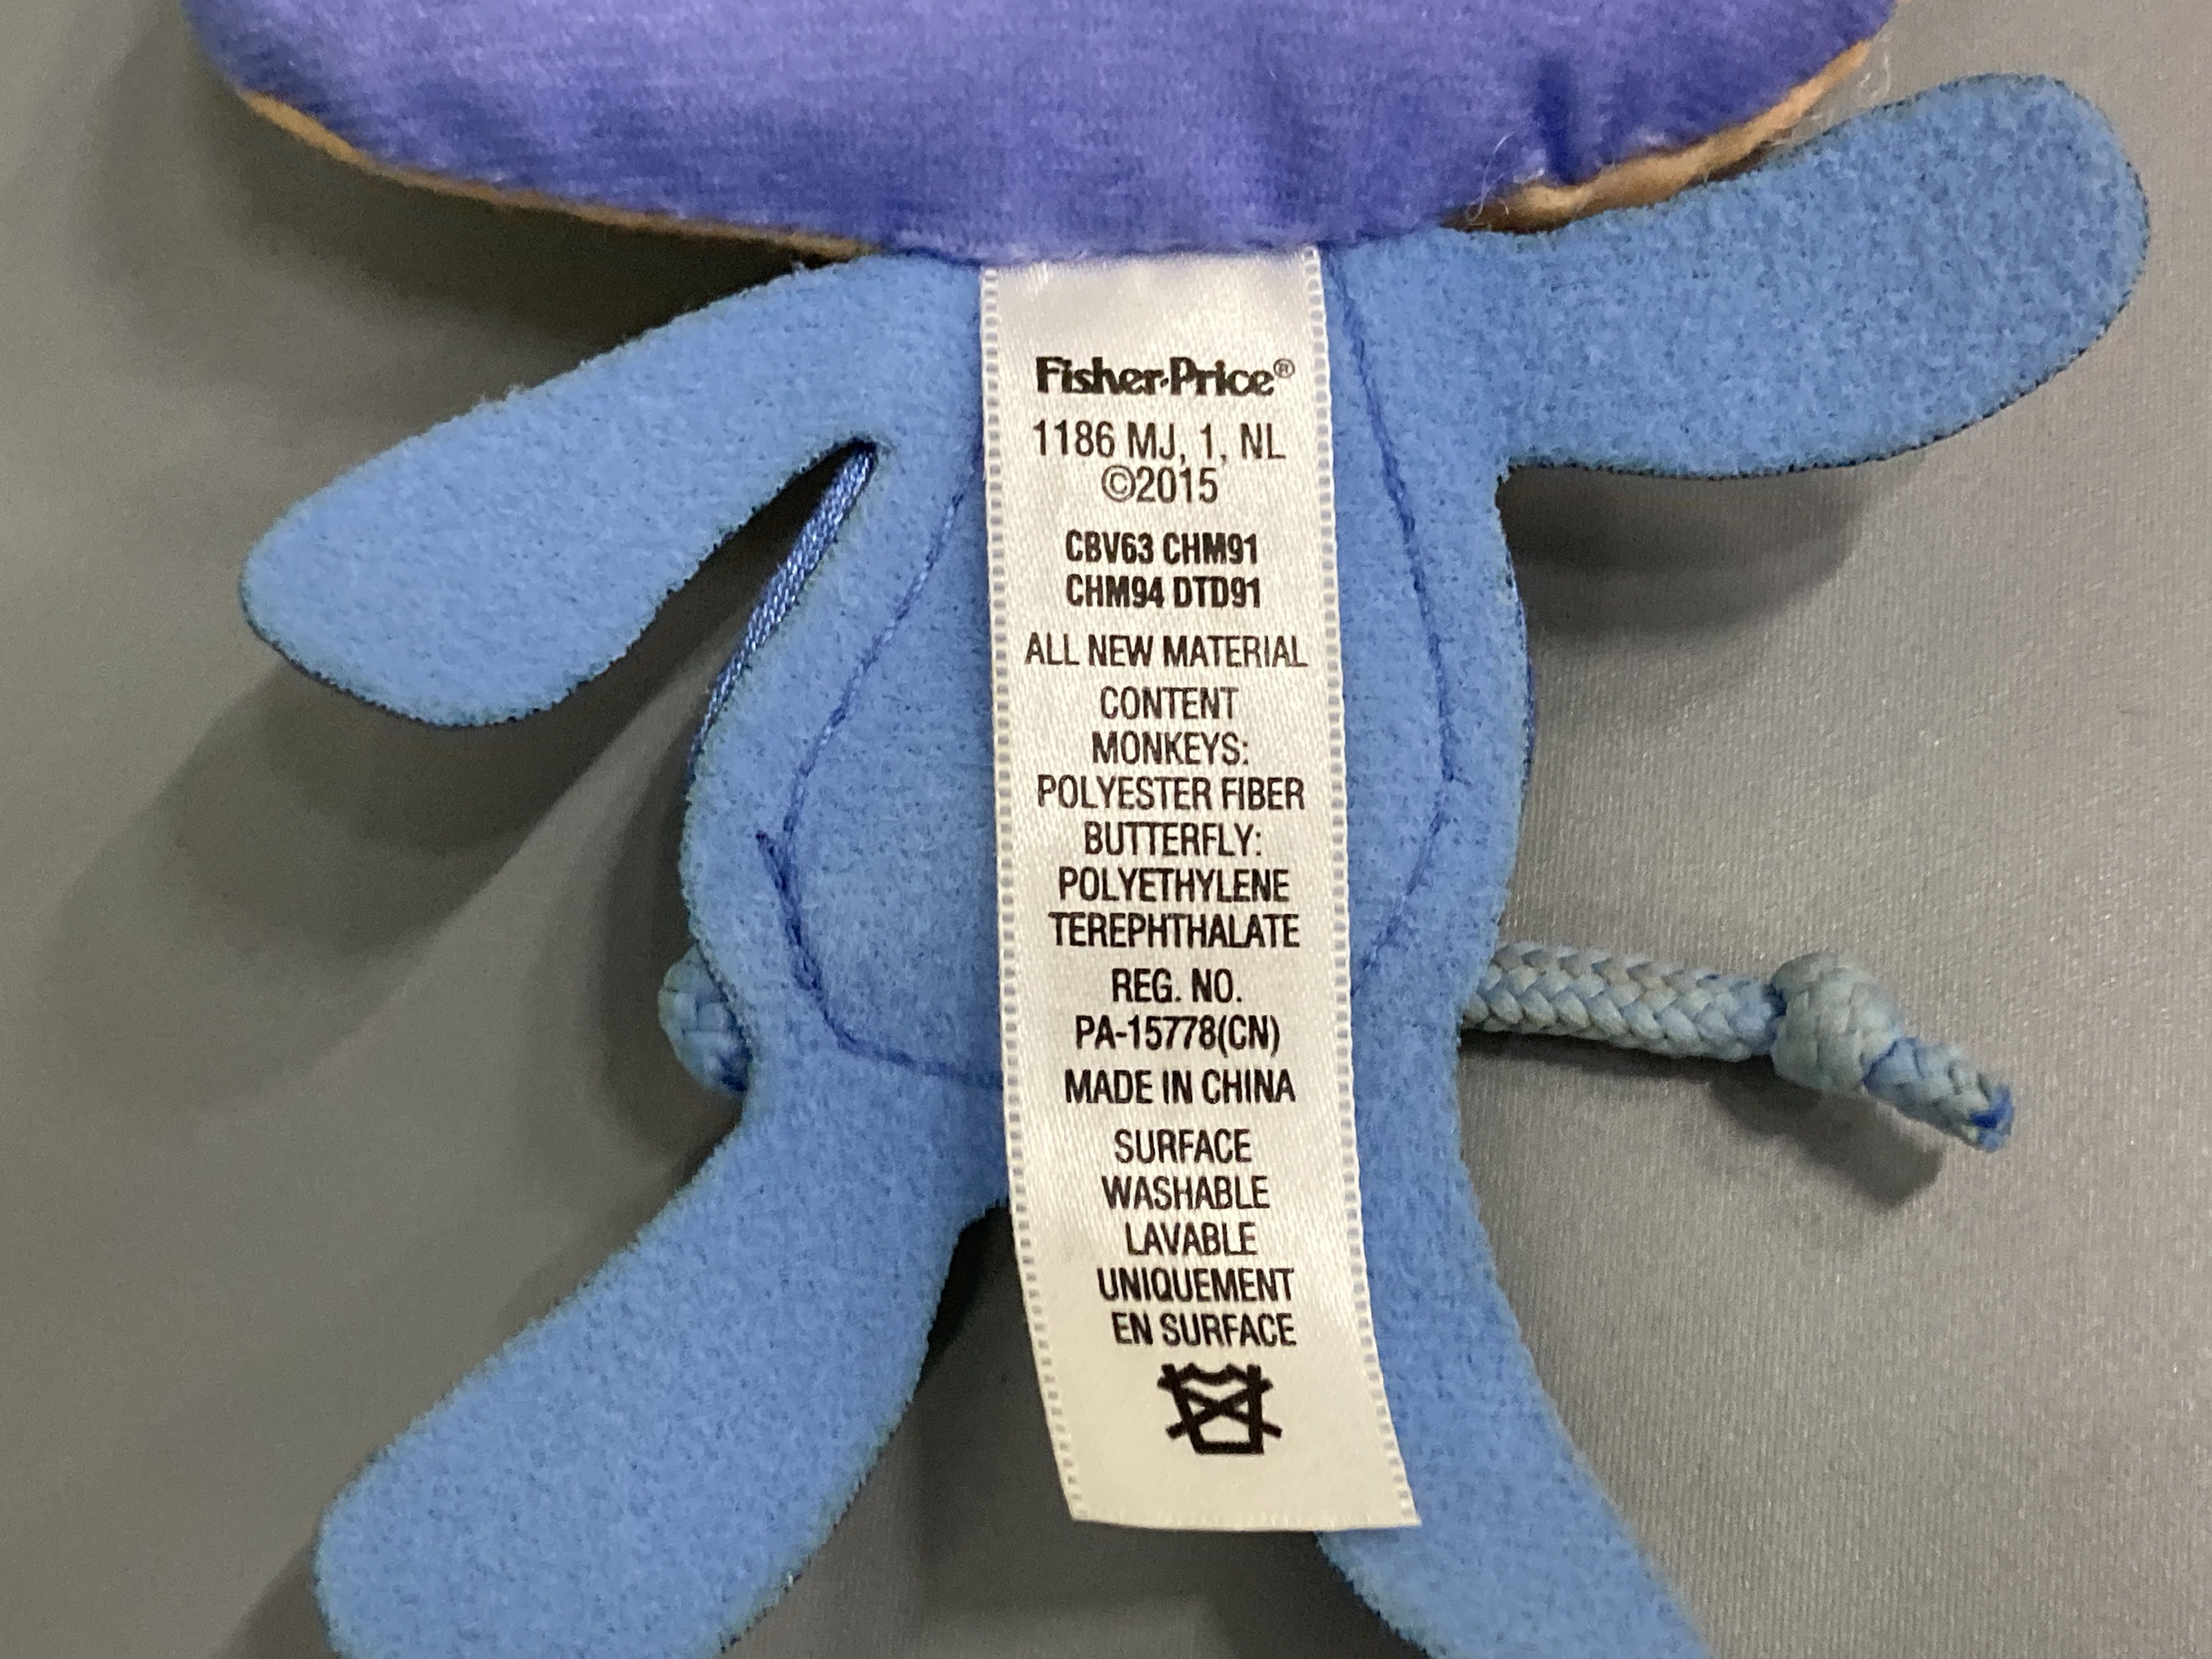 Fisher-Price®
1186 MJ, 1, NL
©2015
CBV63 CHM91
CHM94 DTD91
ALL NEW MATERIAL
CONTENT
MONKEYS:
POLYESTER FIBER
BUTTERFLY:
POLYETHYLENE
TEREPHTHALATE
REG. NO.
PA-15778(CN)
MADE IN CHINA
SURFACE
WASHABLE
LAVABLE
UNIQUEMENT
EN SURFACE